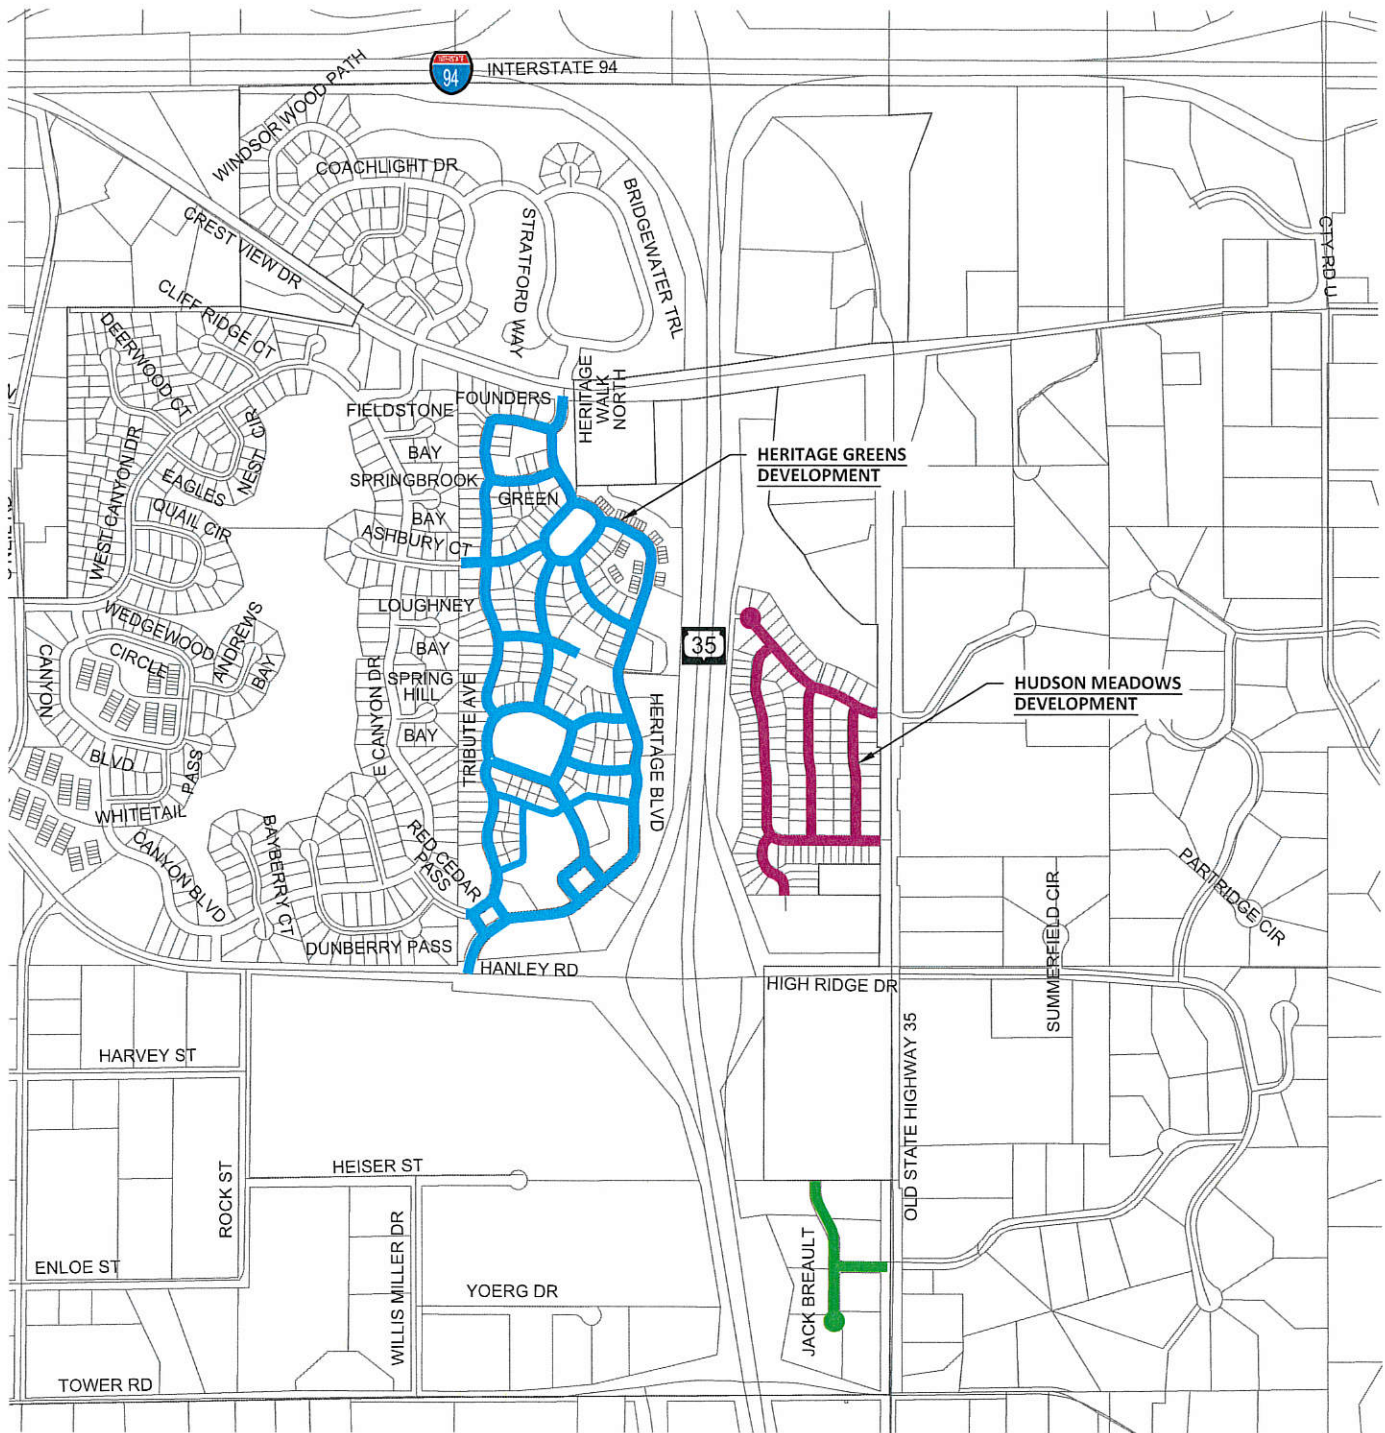 INTERSTATE 94
94
WINDSOR WOOD PATH
COACHLIGHT DR
CREST VIEW DR
STRATFORD WAY
BRIDGEWATER TRL
CTY RD U
CLIFF RIDGE CT
DEERWOOD CT
FIELDSTONE
BAY
FOUNDERS
HERITAGE
WALK
NORTH
WEST CANYON DR
EAGLES
NEST
CIR
SPRINGBROOK
BAY
GREEN
HERITAGE GREENS
DEVELOPMENT
QUAIL CIR
ASHBURY CT
WEDGEWOOD
CIRCLE
ANDREWS
BAY
LOUGHNEY
BAY
SPRING
HILL
BAY
35
CANYON
BLVD
PASS
E CANYON DR
TRIBUTE AVE
HERITAGE BLVD
HUDSON MEADOWS
DEVELOPMENT
WHITETAIL
CANYON BLVD
BAYBERRY CT
RED CEDAR
PASS
DUNBERRY PASS
HANLEY RD
HIGH RIDGE DR
SUMMERFIELD CIR
PARTRIDGE CIR
HARVEY ST
OLD STATE HIGHWAY 35
ROCK ST
HEISER ST
WILLIS MILLER DR
ENLOE ST
YOERG DR
JACK BREAULT
TOWER RD